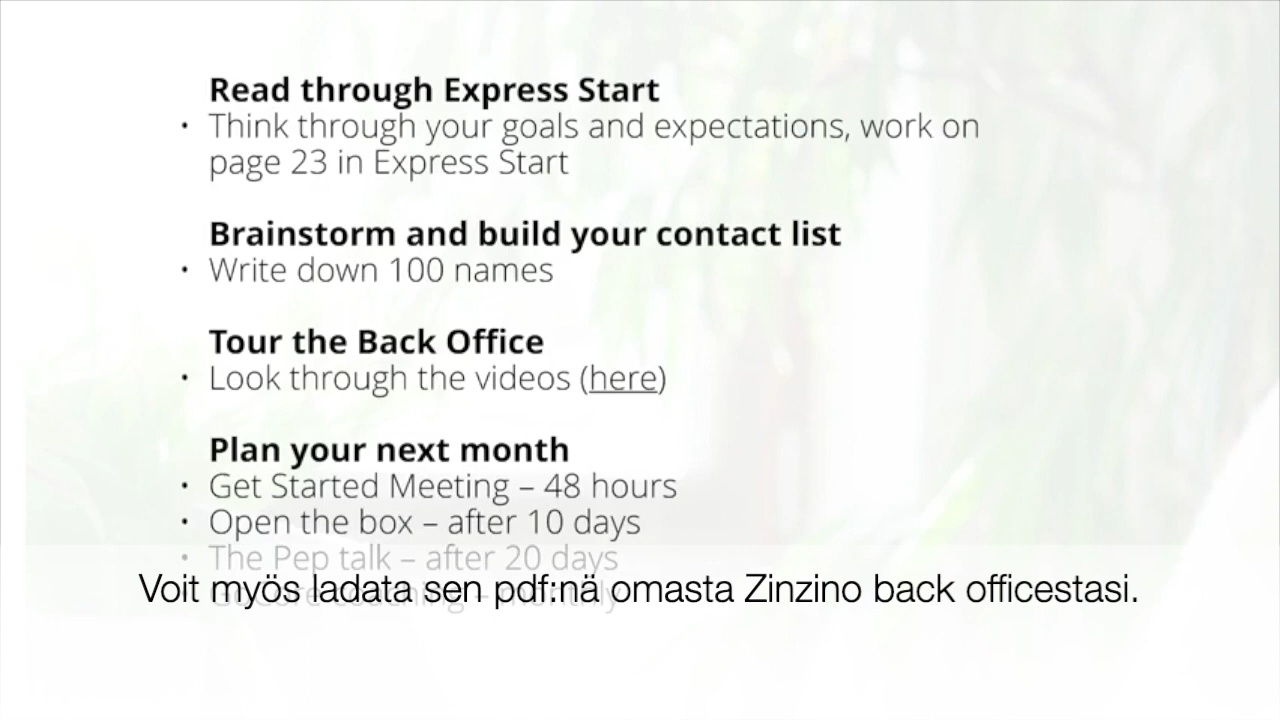 Read through Express Start
• Think through your goals and expectations, work on
page 23 in Express Start
Brainstorm and build your contact list
• Write down 100 names
Tour the Back Office
• Look through the videos (here)
Plan your next month
• Get Started Meeting – 48 hours
• Open the box – after 10 days
• The Pep talk – after 20 days
Voit myös ladata sen pdf:nä omasta Zinzino back officestasi.